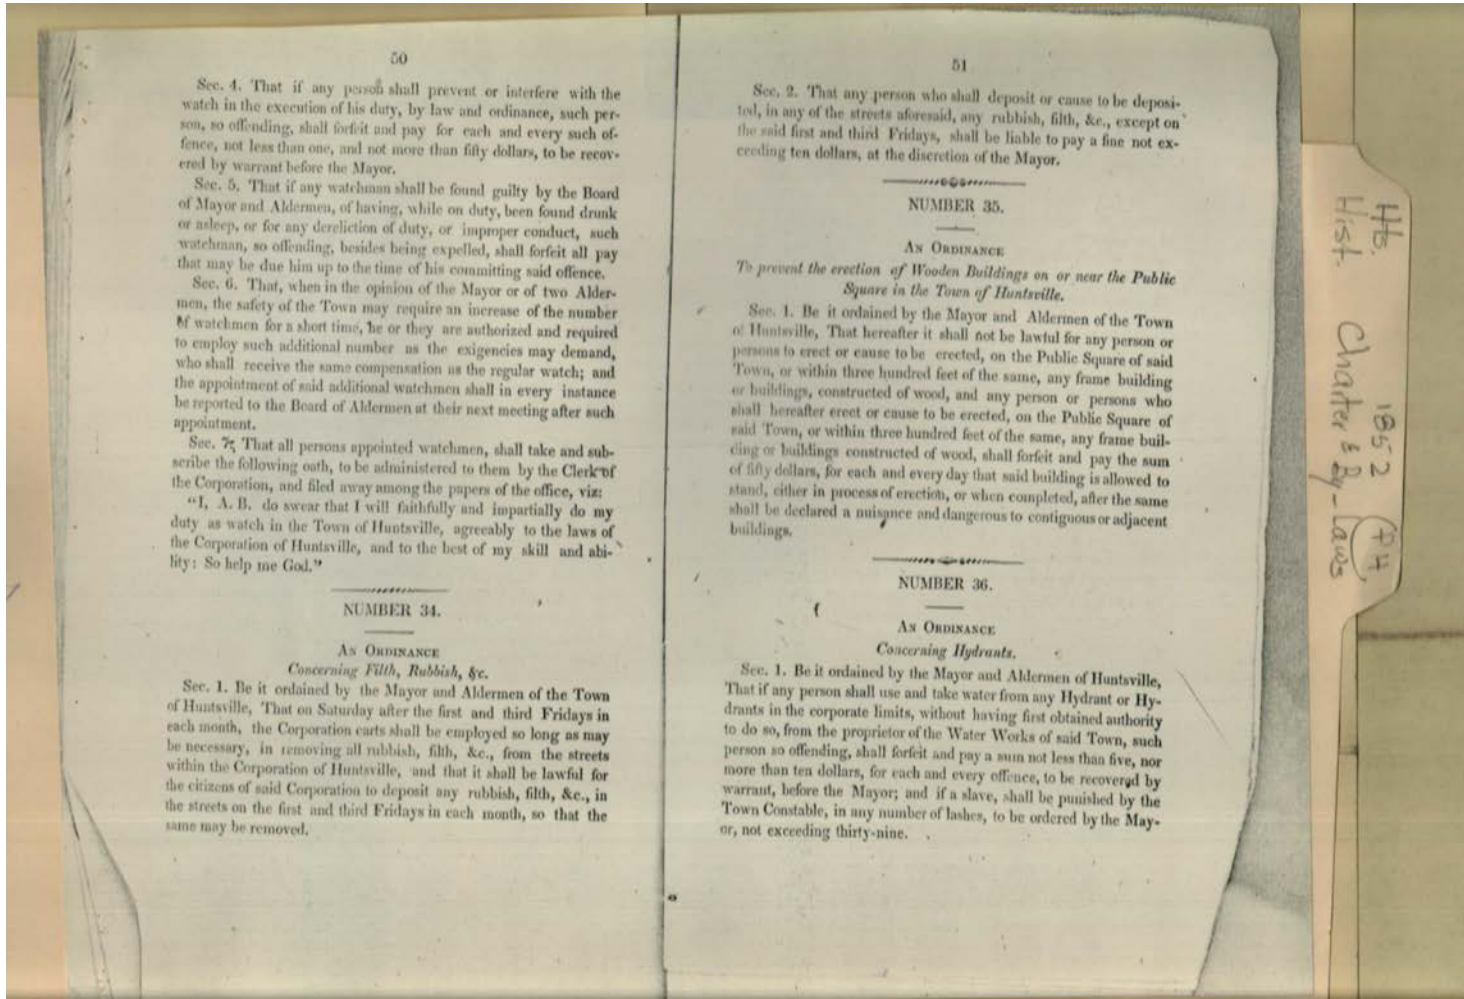 50
Sec. 4. That if any person shall prevent or interfere with the
watch in the execution of his duty, by law and ordinance, such per-
son, so offending, shall forfeit and pay for each and every such of-
fence, not less than one, and not more than fifty dollars, to be recov-
ered by warrant before the Mayor.
Sec. 5. That if any watchman shall be found guilty by the Board
of Mayor and Aldermen, of having, while on duty, been found drunk
or asleep, or for any dereliction of duty, or improper conduct, such
watchman, so offending, besides being expelled, shall forfeit all pay
that may be due him up to the time of his committing said offence.
Sec. 6. That, when in the opinion of the Mayor or of two Alder-
men, the safety of the Town may require an increase of the number
of watchmen for a short time, he or they are authorized and required
to employ such additional number as the exigencies may demand,
who shall receive the same compensation as the regular watch; and
the appointment of said additional watchmen shall in every instance
be reported to the Board of Aldermen at their next meeting after such
appointment.
Sec. 7. That all persons appointed watchmen, shall take and sub-
scribe the following oath, to be administered to them by the Clerk of
the Corporation, and filed away among the papers of the office, viz:
"I, A. B. do swear that I will faithfully and impartially do my
duty as watch in the Town of Huntsville, agreeably to the laws of
the Corporation of Huntsville, and to the best of my skill and abi-
lity: So help me God."
NUMBER 34.
AN ORDINANCE
Concerning Filth, Rubbish, &c.
Sec. 1. Be it ordained by the Mayor and Aldermen of the Town
of Huntsville, That on Saturday after the first and third Fridays in
each month, the Corporation carts shall be employed so long as may
be necessary, in removing all rubbish, filth, &c., from the streets
within the Corporation of Huntsville, and that it shall be lawful for
the citizens of said Corporation to deposit any rubbish, filth, &c., in
the streets on the first and third Fridays in each month, so that the
same may be removed.
51
Sec. 2. That any person who shall deposit or cause to be deposi-
ted, in any of the streets aforesaid, any rubbish, filth, &c., except on
the said first and third Fridays, shall be liable to pay a fine not ex-
ceeding ten dollars, at the discretion of the Mayor.
NUMBER 35.
AN ORDINANCE
To prevent the erection of Wooden Buildings on or near the Public
Square in the Town of Huntsville.
Sec. 1. Be it ordained by the Mayor and Aldermen of the Town
of Huntsville, That hereafter it shall not be lawful for any person or
persons to erect or cause to be erected, on the Public Square of said
Town, or within three hundred feet of the same, any frame building
or buildings, constructed of wood, and any person or persons who
shall hereafter erect or cause to be erected, on the Public Square of
said Town, or within three hundred feet of the same, any frame buil-
ding or buildings constructed of wood, shall forfeit and pay the sum
of fifty dollars, for each and every day that said building is allowed to
stand, either in process of erection, or when completed, after the same
shall be declared a nuisance and dangerous to contiguous or adjacent
buildings.
NUMBER 36.
AN ORDINANCE
Concerning Hydrants.
Sec. 1. Be it ordained by the Mayor and Aldermen of Huntsville,
That if any person shall use and take water from any Hydrant or Hy-
drants in the corporate limits, without having first obtained authority
to do so, from the proprietor of the Water Works of said Town, such
person so offending, shall forfeit and pay a sum not less than five, nor
more than ten dollars, for each and every offence, to be recovered by
warrant, before the Mayor; and if a slave, shall be punished by the
Town Constable, in any number of lashes, to be ordered by the May-
or, not exceeding thirty-nine.
Hts. 1852 PH
Hist. Charter & By-Laws